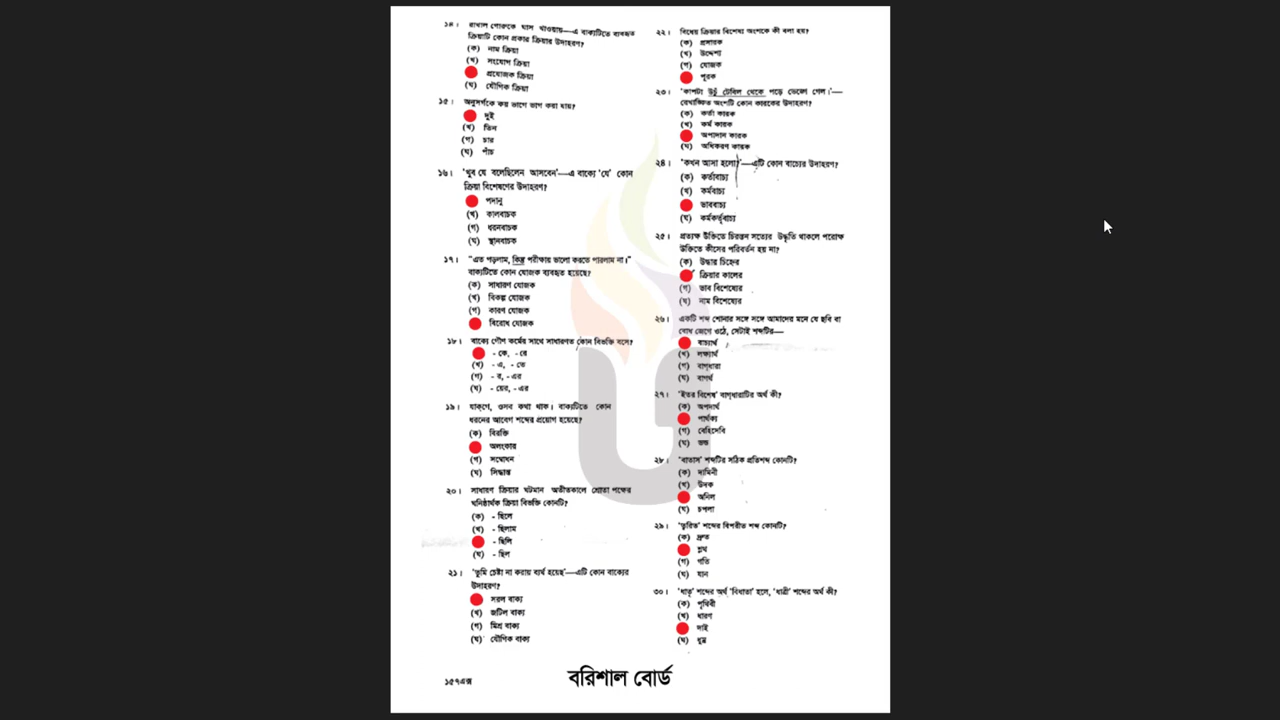 ১৪। রাখাল গোরুকে ঘাস খাওয়ায়—এ বাক্যটিতে ব্যবহৃত
ক্রিয়াটি কোন প্রকার ক্রিয়ার উদাহরণ?
(ক) নাম ক্রিয়া
(খ) সংযোগ ক্রিয়া
প্রযোজক ক্রিয়া
(ঘ) যৌগিক ক্রিয়া
১৫। অনুসর্গকে কয় ভাগে ভাগ করা যায়?
দুই
(খ) তিন
(গ) চার
(ঘ) পাঁচ
১৬। 'খুব যে বলেছিলেন আসবেন'—এ বাক্যে 'যে' কোন
ক্রিয়া বিশেষণের উদাহরণ?
পদাণু
(খ) কালবাচক
(গ) ধরনবাচক
(ঘ) স্থানবাচক
১৭। "এত পড়লাম, কিন্তু পরীক্ষায় ভালো করতে পারলাম না।"
বাক্যটিতে কোন যোজক ব্যবহৃত হয়েছে?
(ক) সাধারণ যোজক
(খ) বিকল্প যোজক
(গ) কারণ যোজক
বিরোধ যোজক
১৮। বাক্যে গৌণ কর্মের সাথে সাধারণত কোন বিভক্তি বসে?
- কে, - রে
(খ) - এ, - তে
(গ) - র, - এর
(ঘ) - য়ের, - এর
১৯। যাক্‌গে, ওসব কথা থাক। বাক্যটিতে কোন
ধরনের আবেগ শব্দের প্রয়োগ হয়েছে?
(ক) বিরক্তি
অলংকার
(গ) সম্বোধন
(ঘ) সিদ্ধান্ত
২০। সাধারণ ক্রিয়ার ঘটমান অতীতকালে শ্রোতা পক্ষের
ঘনিষ্ঠার্থক ক্রিয়া বিভক্তি কোনটি?
(ক) - ছিলে
(খ) - ছিলাম
- ছিলি
(ঘ) - ছিল
২১। 'তুমি চেষ্টা না করায় ব্যর্থ হয়েছ'—এটি কোন বাক্যের
উদাহরণ?
সরল বাক্য
(খ) জটিল বাক্য
(গ) মিশ্র বাক্য
(ঘ) যৌগিক বাক্য
২২। বিধেয় ক্রিয়ার বিশেষ্য অংশকে কী বলা হয়?
(ক) প্রসারক
(খ) উদ্দেশ্য
(গ) যোজক
পূরক
২৩। 'কাপটা উঁচু টেবিল থেকে পড়ে ভেঙ্গে গেল।'—
রেখাঙ্কিত অংশটি কোন কারকের উদাহরণ?
(ক) কর্তা কারক
(খ) কর্ম কারক
অপাদান কারক
(ঘ) অধিকরণ কারক
২৪। 'কখন আসা হলো?'—এটি কোন বাচ্যের উদাহরণ?
(ক) কর্তাবাচ্য
(খ) কর্মবাচ্য
ভাববাচ্য
(ঘ) কর্মকর্তৃবাচ্য
২৫। প্রত্যক্ষ উক্তিতে চিরন্তন সত্যের উদ্ধৃতি থাকলে পরোক্ষ
উক্তিতে কীসের পরিবর্তন হয় না?
(ক) উদ্ধার চিহ্নের
ক্রিয়ার কালের
(গ) ভাব বিশেষ্যের
(ঘ) নাম বিশেষ্যের
২৬। একটি শব্দ শোনার সঙ্গে সঙ্গে আমাদের মনে যে ছবি বা
বোধ জেগে ওঠে, সেটাই শব্দটির—
বাচ্যার্থ
(খ) লক্ষ্যার্থ
(গ) বাগ্‌ধারা
(ঘ) বাগর্থ
২৭। 'ইতর বিশেষ' বাগ্‌ধারাটির অর্থ কী?
(ক) অপদার্থ
পার্থক্য
(গ) বেহিসেবি
(ঘ) ভন্ড
২৮। 'বাতাস' শব্দটির সঠিক প্রতিশব্দ কোনটি?
(ক) দামিনী
(খ) উদক
অনিল
(ঘ) চপলা
২৯। 'ত্বরিত' শব্দের বিপরীত শব্দ কোনটি?
(ক) দ্রুত
শ্লথ
(গ) গতি
(ঘ) যান
৩০। 'ধাতৃ' শব্দের অর্থ 'বিধাতা' হলে, 'ধাত্রী' শব্দের অর্থ কী?
(ক) পৃথিবী
(খ) ধারণ
দাই
(ঘ) ধূম্র
১৫৭এক্স
বরিশাল বোর্ড